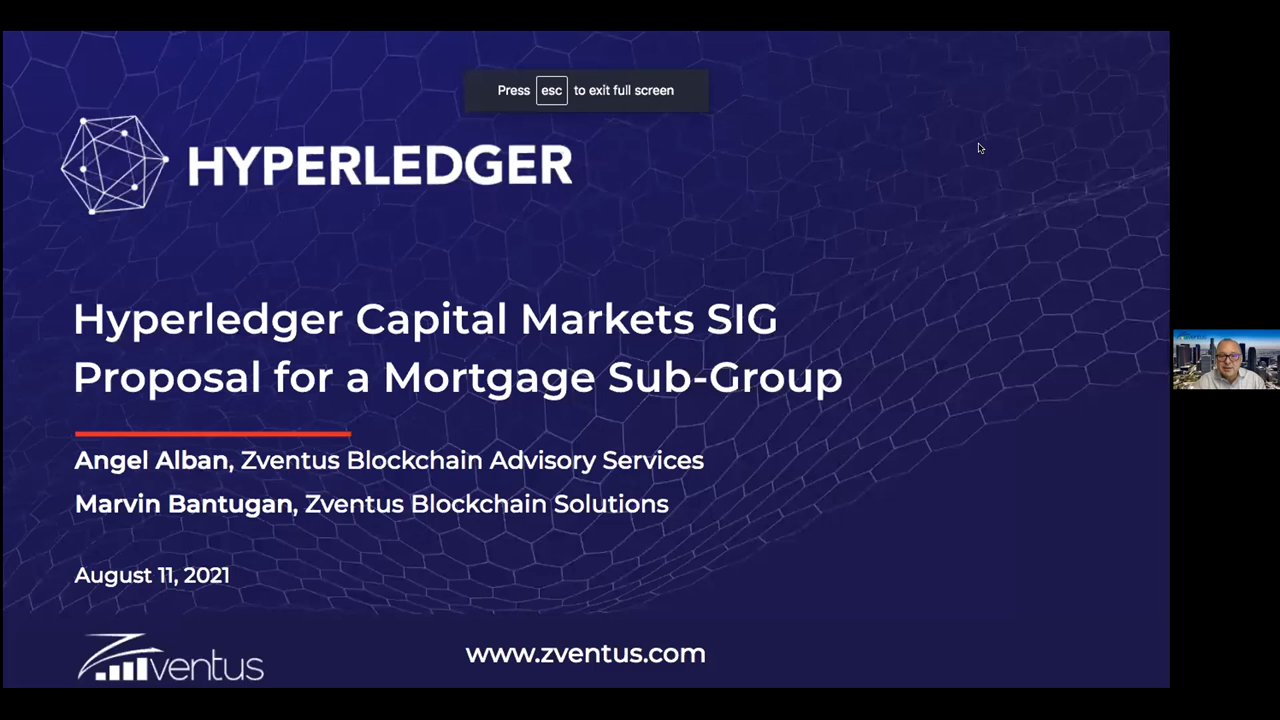 Press esc to exit full screen
HYPERLEDGER
Hyperledger Capital Markets SIG
Proposal for a Mortgage Sub-Group
Angel Alban, Zventus Blockchain Advisory Services
Marvin Bantugan, Zventus Blockchain Solutions
August 11, 2021
Zventus
www.zventus.com